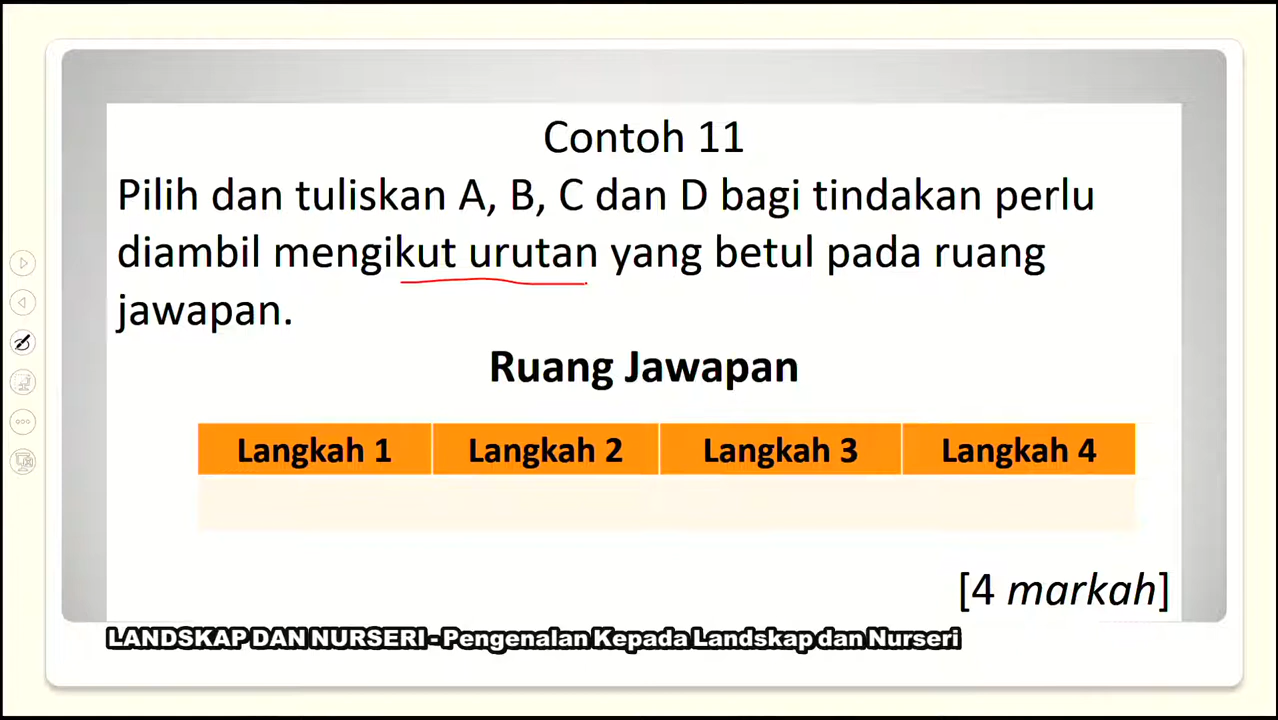 Contoh 11
Pilih dan tuliskan A, B, C dan D bagi tindakan perlu
diambil mengikut urutan yang betul pada ruang
jawapan.
Ruang Jawapan
Langkah 1 Langkah 2 Langkah 3 Langkah 4
[4 markah]
LANDSKAP DAN NURSERI - Pengenalan Kepada Landskap dan Nurseri